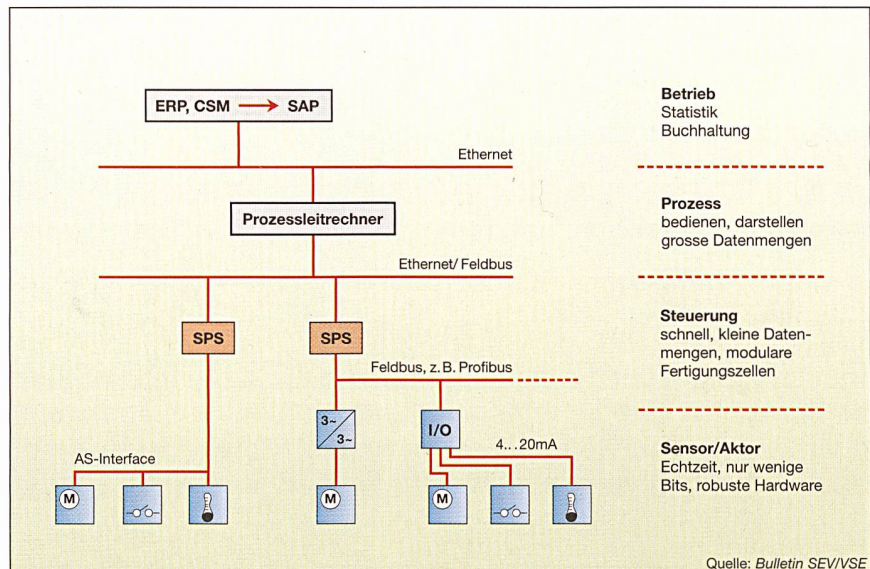 ERP, CSM → SAP
Ethernet
Prozessleitrechner
Ethernet/Feldbus
SPS
SPS
Feldbus, z.B. Profibus
3~
3~
I/O
4...20mA
AS-Interface
M
M
M
Betrieb
Statistik
Buchhaltung
Prozess
bedienen, darstellen
grosse Datenmengen
Steuerung
schnell, kleine Daten-
mengen, modulare
Fertigungszellen
Sensor/Aktor
Echtzeit, nur wenige
Bits, robuste Hardware
Quelle: Bulletin SEV/VSE